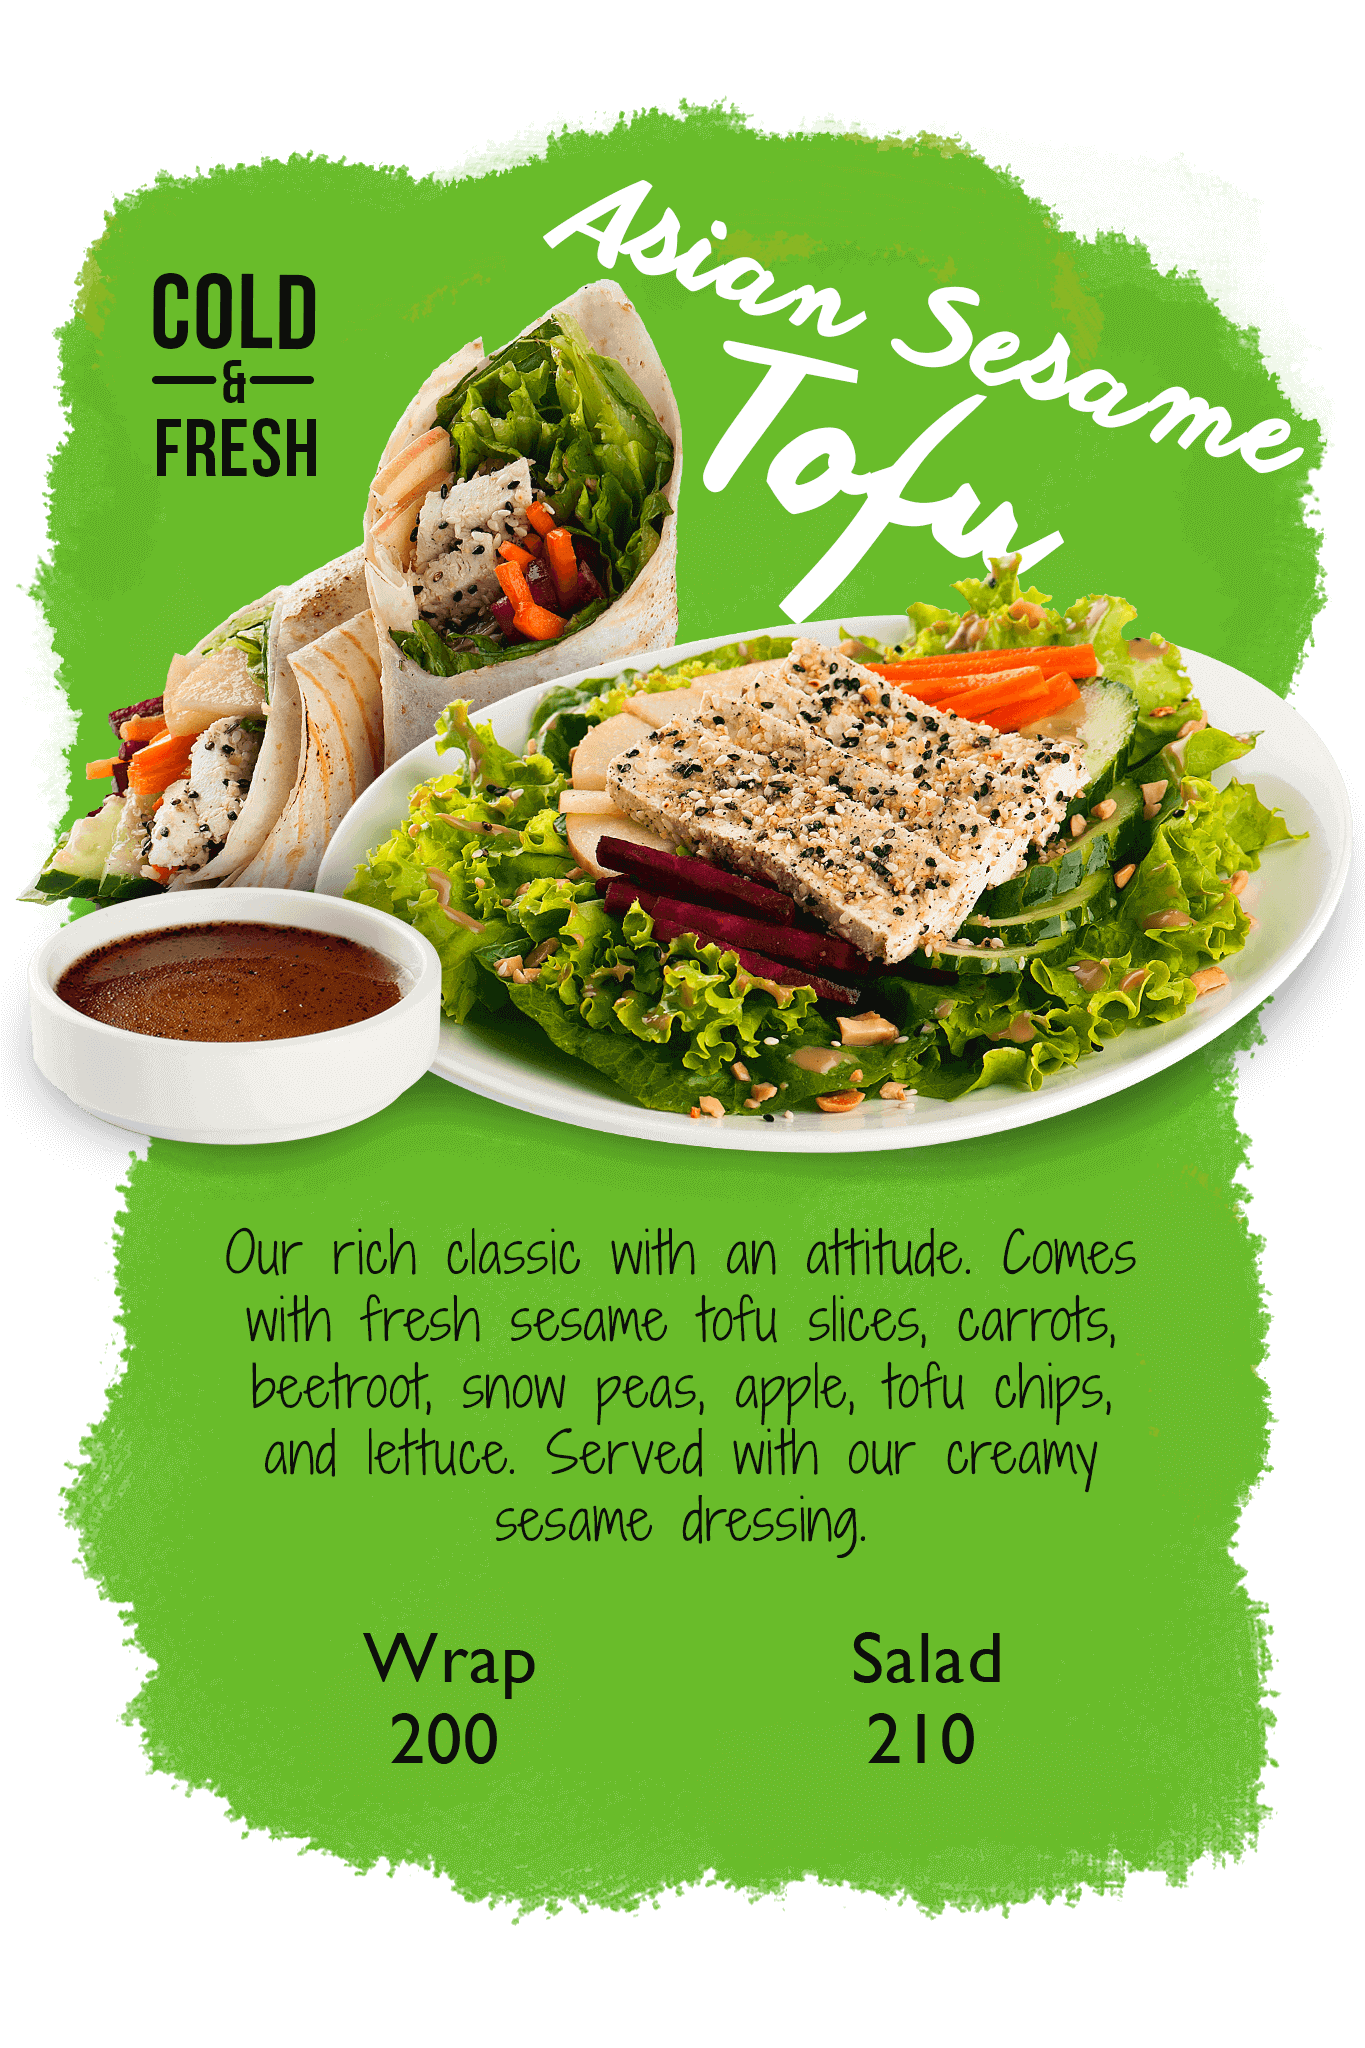 COLD
&
FRESH
Asian Sesame
Tofu
Our rich classic with an attitude. Comes
with fresh sesame tofu slices, carrots,
beetroot, snow peas, apple, tofu chips,
and lettuce. Served with our creamy
sesame dressing.
Wrap Salad
200 210